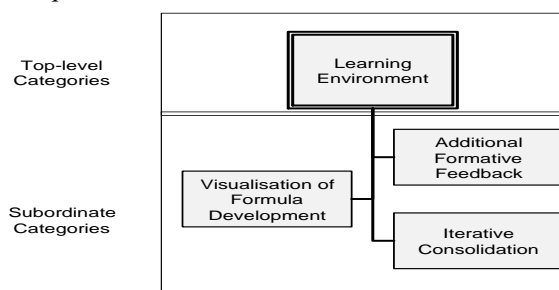 Top-level
Categories
Learning
Environment
Additional
Formative
Feedback
Visualisation of
Formula
Development
Subordinate
Categories
Iterative
Consolidation